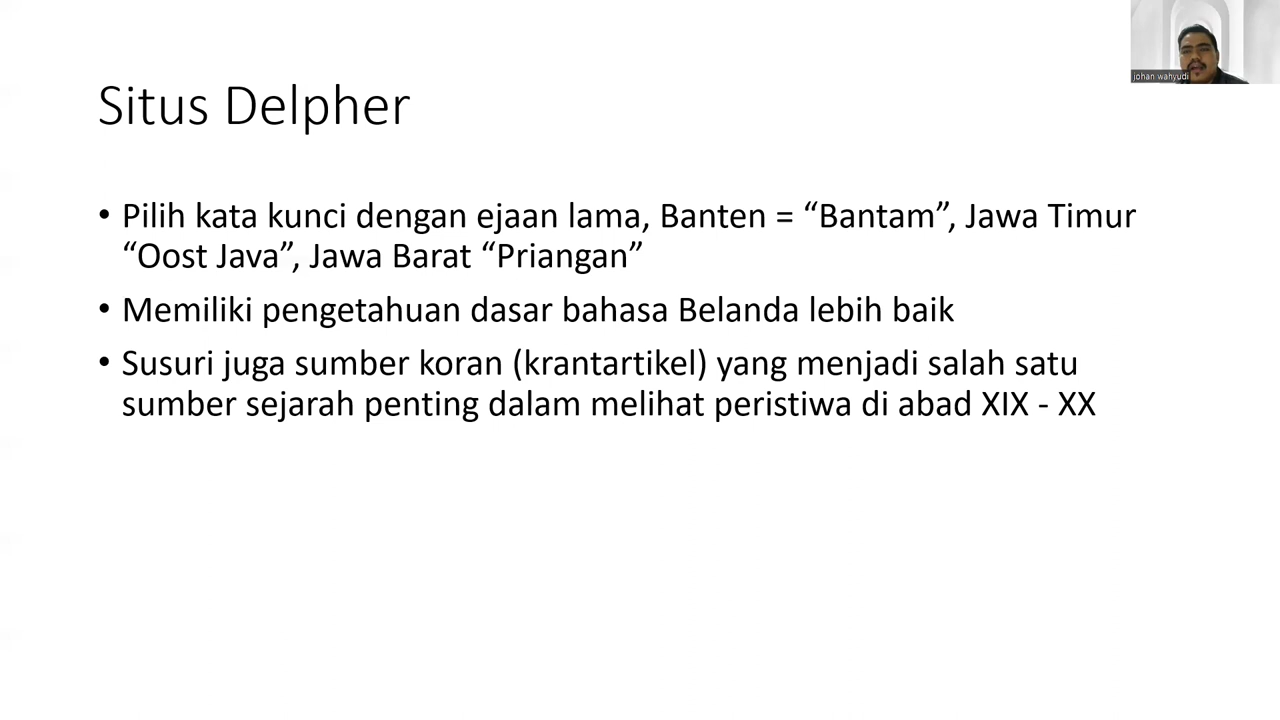 johan wahyudi
Situs Delpher
• Pilih kata kunci dengan ejaan lama, Banten = “Bantam”, Jawa Timur
“Oost Java”, Jawa Barat “Priangan”
• Memiliki pengetahuan dasar bahasa Belanda lebih baik
• Susuri juga sumber koran (krantartikel) yang menjadi salah satu
sumber sejarah penting dalam melihat peristiwa di abad XIX - XX